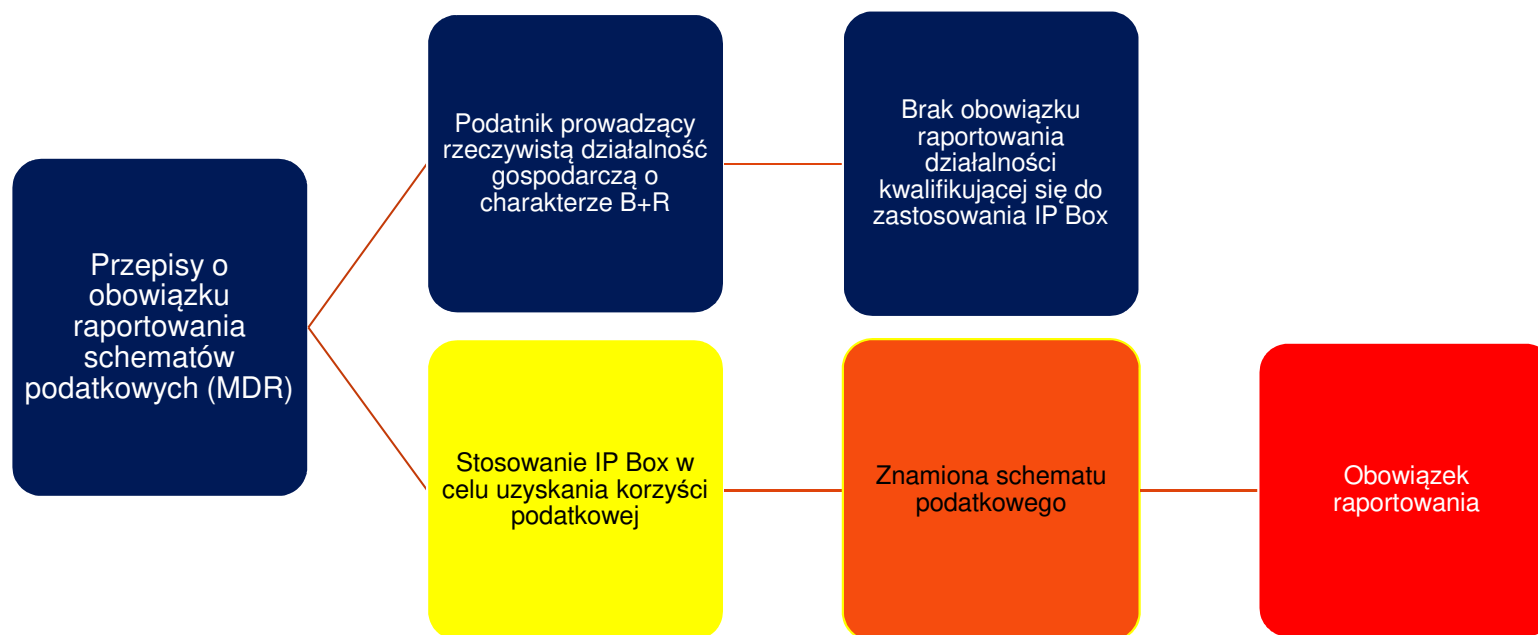 Przepisy o
obowiązku
raportowania
schematów
podatkowych (MDR)
Podatnik prowadzący
rzeczywistą działalność
gospodarczą o
charakterze B+R
Brak obowiązku
raportowania
działalności
kwalifikującej się do
zastosowania IP Box
Stosowanie IP Box w
celu uzyskania korzyści
podatkowej
Znamiona schematu
podatkowego
Obowiązek
raportowania